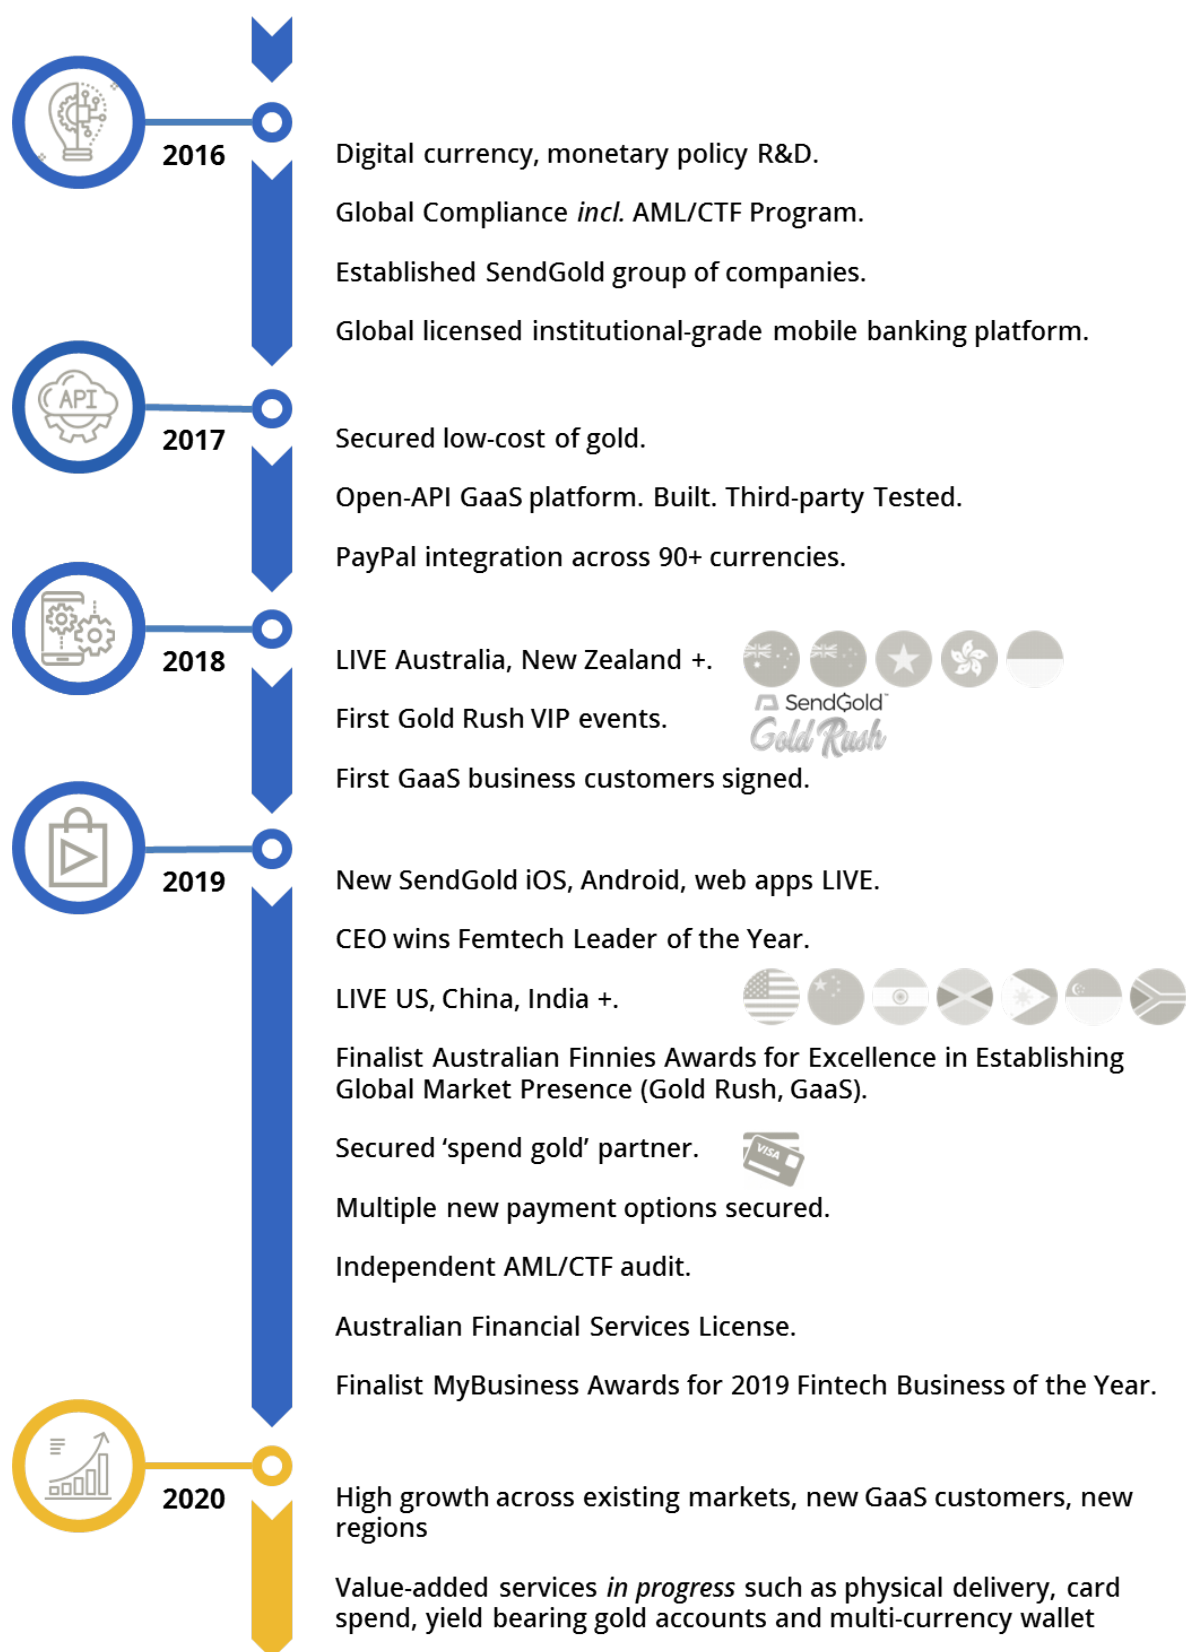 2016
Digital currency, monetary policy R&D.
Global Compliance incl. AML/CTF Program.
Established SendGold group of companies.
Global licensed institutional-grade mobile banking platform.
API
2017
Secured low-cost of gold.
Open-API GaaS platform. Built. Third-party Tested.
PayPal integration across 90+ currencies.
2018
LIVE Australia, New Zealand +.
First Gold Rush VIP events.
SendGold™
Gold Rush
First GaaS business customers signed.
2019
New SendGold iOS, Android, web apps LIVE.
CEO wins Femtech Leader of the Year.
LIVE US, China, India +.
Finalist Australian Finnies Awards for Excellence in Establishing
Global Market Presence (Gold Rush, GaaS).
Secured ‘spend gold’ partner.
VISA
Multiple new payment options secured.
Independent AML/CTF audit.
Australian Financial Services License.
Finalist MyBusiness Awards for 2019 Fintech Business of the Year.
2020
High growth across existing markets, new GaaS customers, new
regions
Value-added services in progress such as physical delivery, card
spend, yield bearing gold accounts and multi-currency wallet